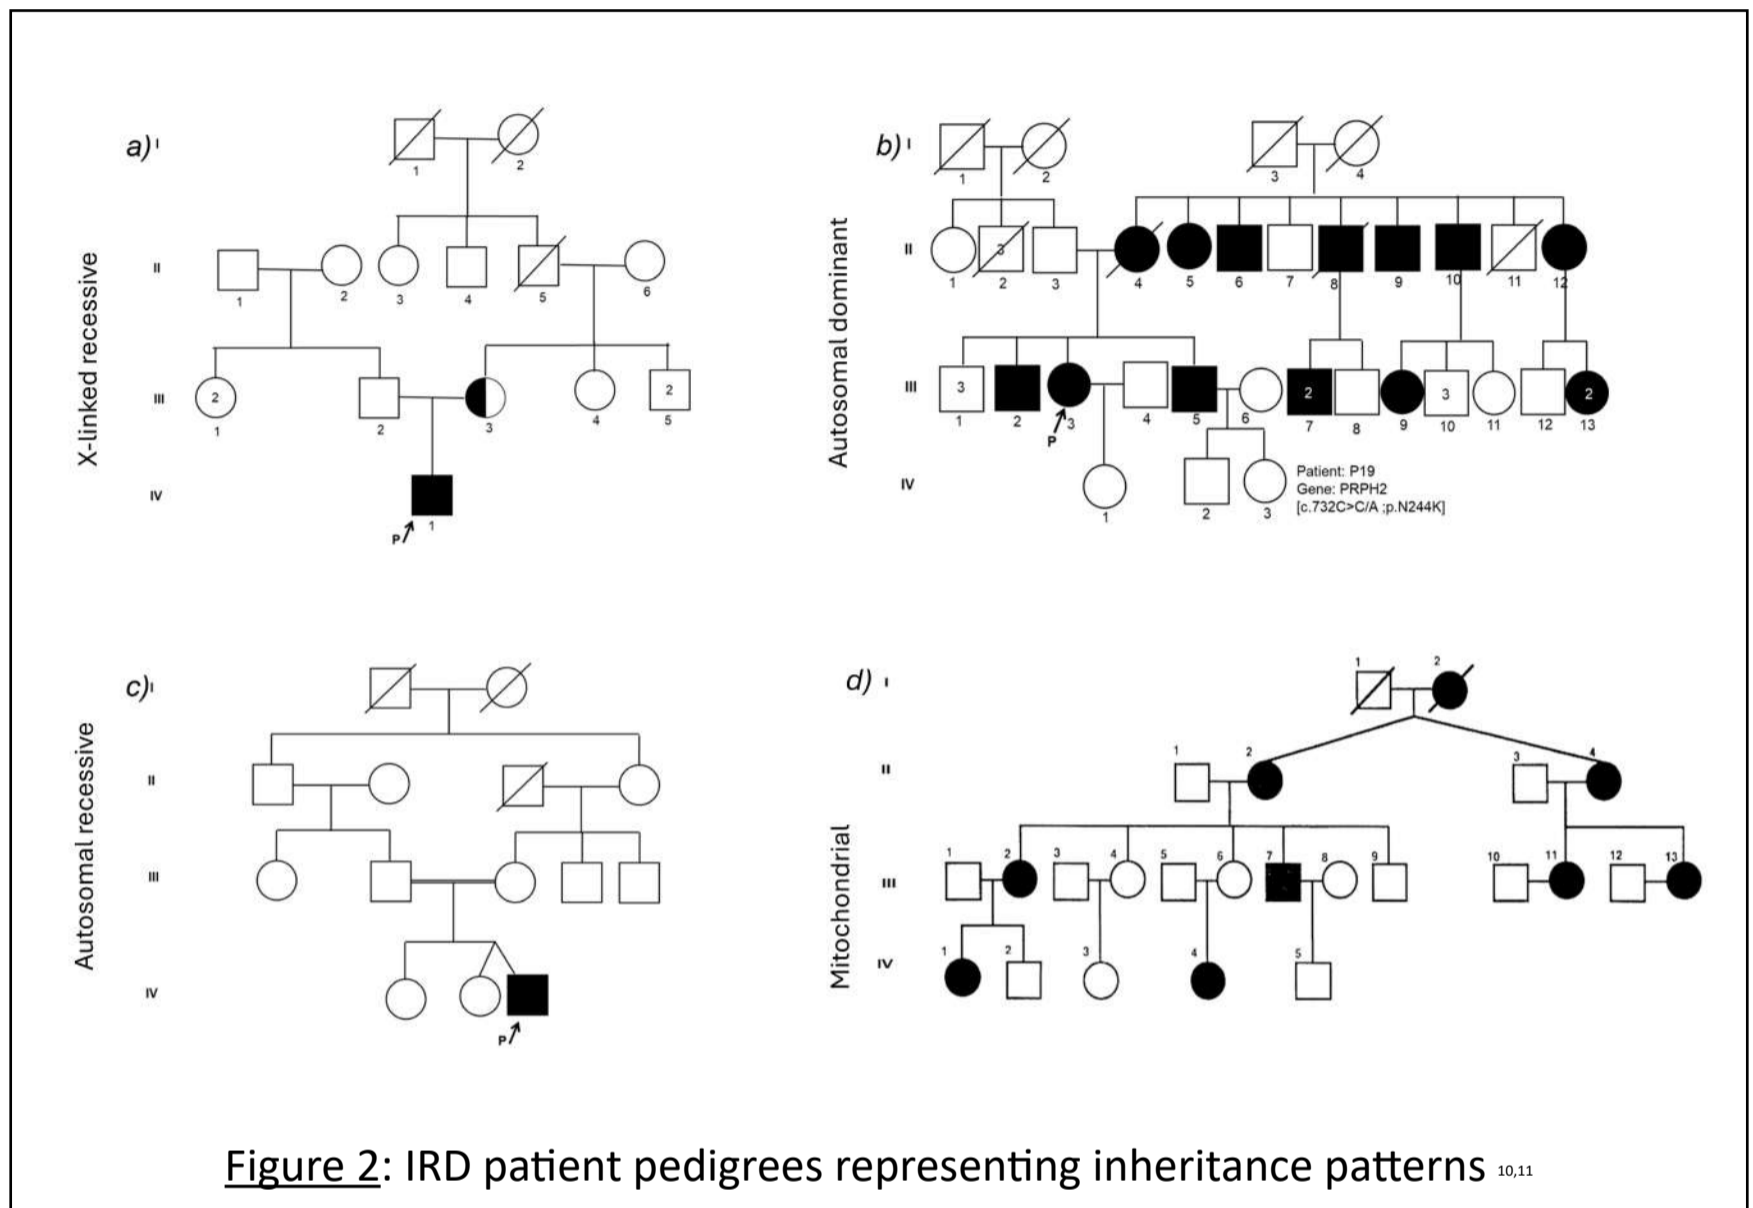 a) I
1 2
X-linked recessive
II
1 2 3 4 5 6
III
2 2
1 2 3 4 5
IV
P 1
b) I
1 2 3 4
Autosomal dominant
II
3
1 2 3 4 5 6 7 8 9 10 11 12
III
3 2 3 2
1 2 P 3 4 5 6 7 8 9 10 11 12 13
IV
1 2 3
Patient: P19
Gene: PRPH2
[c.732C>C/A ;p.N244K]
c) I
Autosomal recessive
II
III
IV
P
d) I
1 2
II
1 2 3 4
Mitochondrial
III
1 2 3 4 5 6 7 8 9 10 11 12 13
IV
1 2 3 4 5
Figure 2: IRD patient pedigrees representing inheritance patterns 10,11